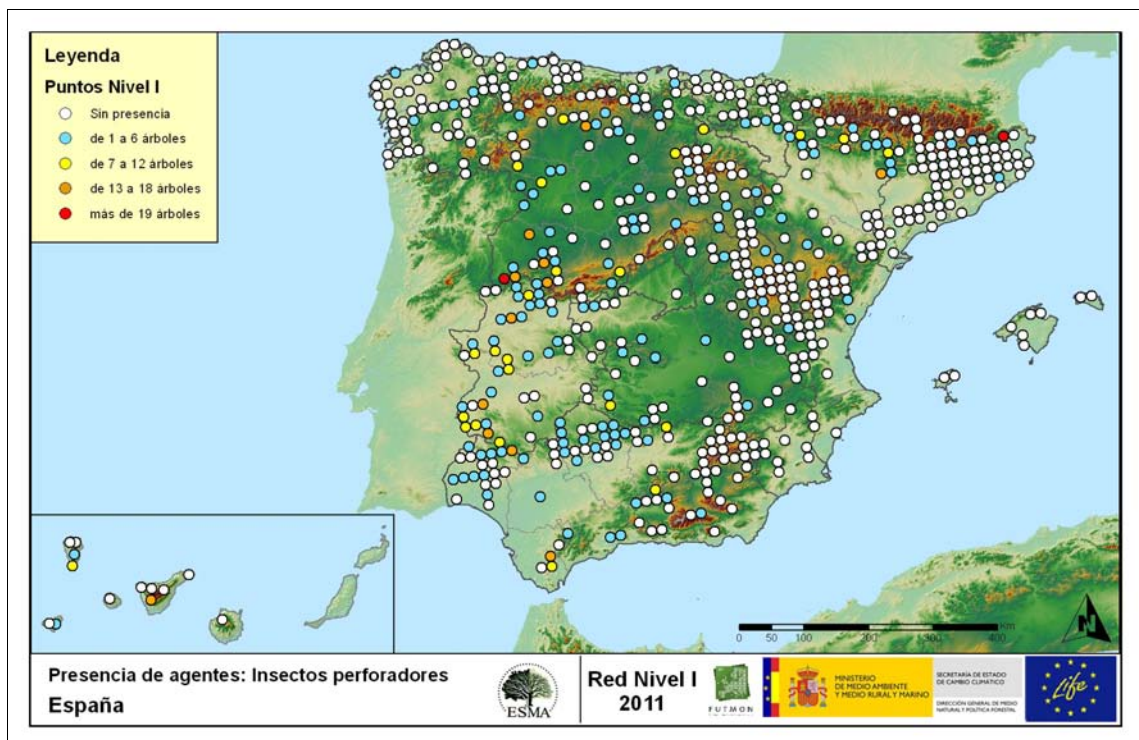 Leyenda
Puntos Nivel I
Sin presencia
de 1 a 6 árboles
de 7 a 12 árboles
de 13 a 18 árboles
más de 19 árboles
N
Km
0 50 100 200 300 400
Presencia de agentes: Insectos perforadores
España
ESMA
Red Nivel I
2011
FUTMON
MINISTERIO
DE MEDIO AMBIENTE
Y MEDIO RURAL Y MARINO
SECRETARÍA DE ESTADO
DE CAMBIO CLIMÁTICO
DIRECCIÓN GENERAL DE MEDIO
NATURAL Y POLÍTICA FORESTAL
Life